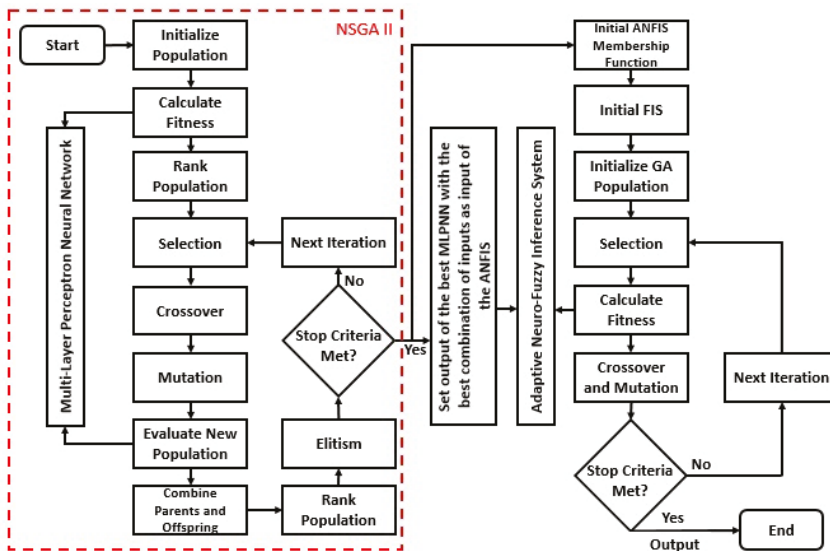 NSGA II
Start
Initialize
Population
Calculate
Fitness
Rank
Population
Selection
Crossover
Mutation
Evaluate New
Population
Combine
Parents and
Offspring
Multi-Layer Perceptron Neural Network
Rank
Population
Elitism
Stop Criteria
Met?
No
Next Iteration
Yes
Set output of the best MLPNN with the
best combination of inputs as input of
the ANFIS
Adaptive Neuro-Fuzzy Inference System
Initial ANFIS
Membership
Function
Initial FIS
Initialize GA
Population
Selection
Calculate
Fitness
Crossover
and Mutation
Stop Criteria
Met?
No
Next Iteration
Yes
Output
End